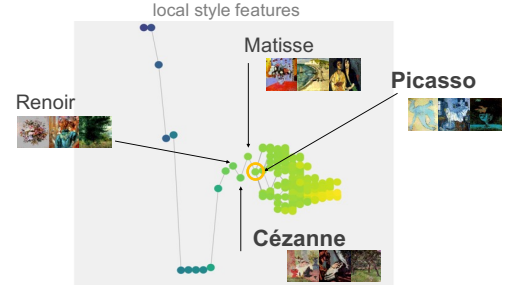 local style features
Matisse
Picasso
Renoir
Cézanne